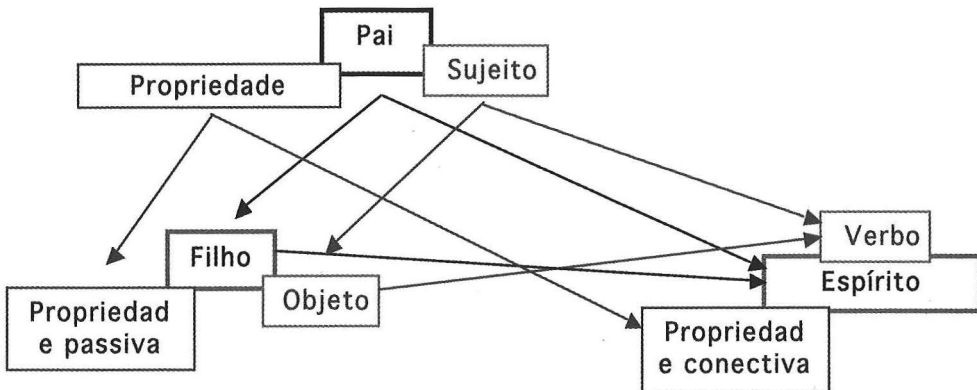 Pai
Propriedade
Sujeito
Filho
Objeto
Propriedad
e passiva
Verbo
Espírito
Propriedad
e conectiva